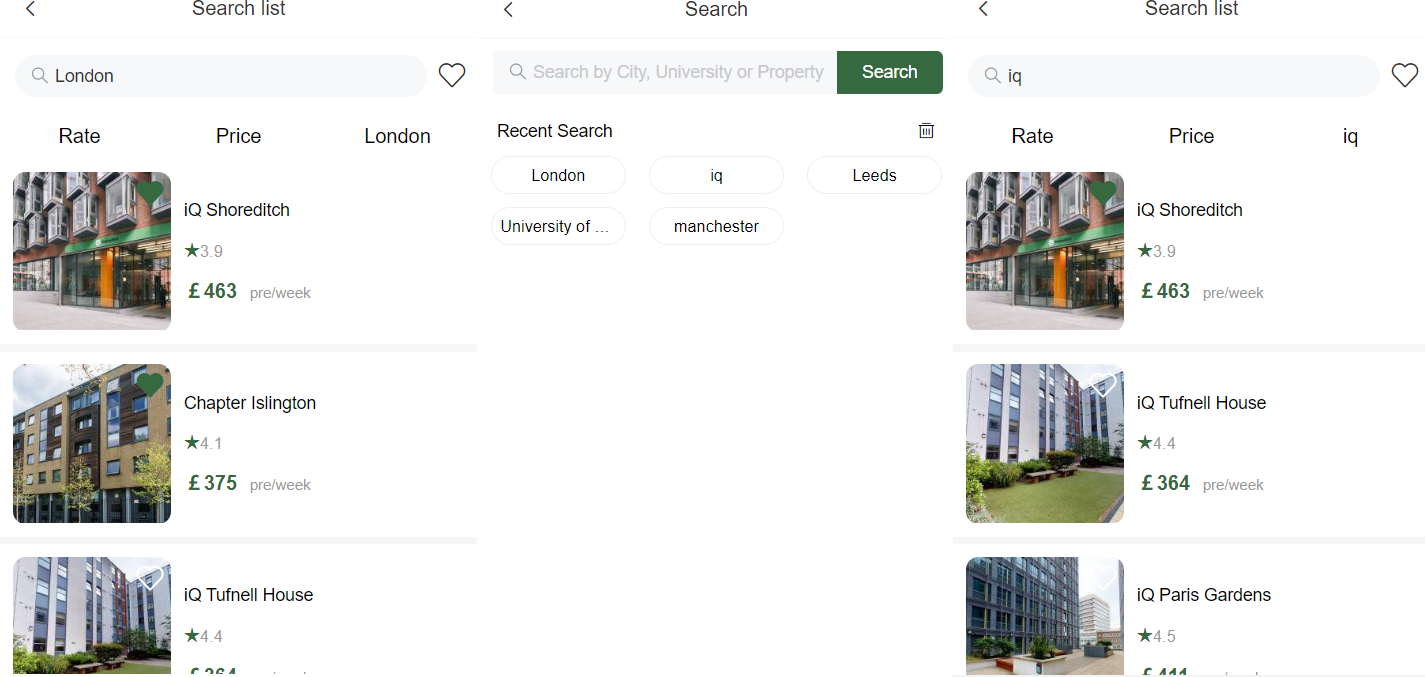 Search list
London
Rate Price London
iQ Shoreditch
3.9
£ 463 pre/week
Chapter Islington
4.1
£ 375 pre/week
iQ Tufnell House
4.4
£ 364
Search
Search by City, University or Property Search
Recent Search
London iq Leeds
University of ... manchester
Search list
iq
Rate Price iq
iQ Shoreditch
3.9
£ 463 pre/week
iQ Tufnell House
4.4
£ 364 pre/week
iQ Paris Gardens
4.5
£ 411